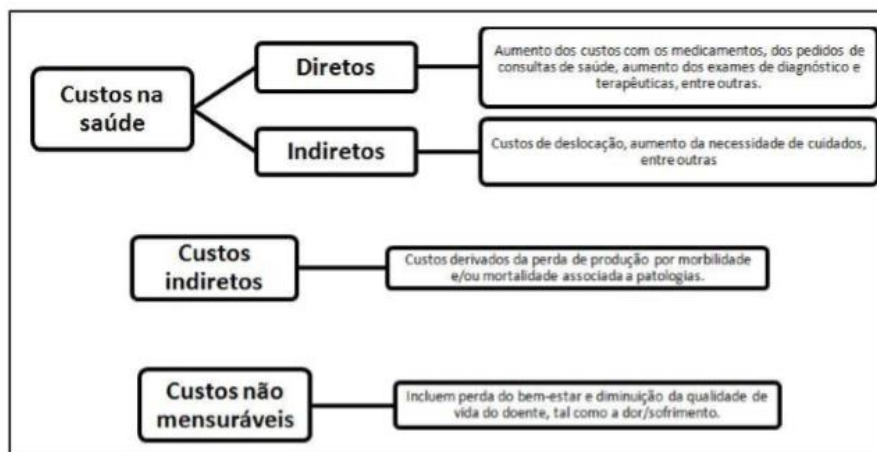 Custos na
saúde
Diretos
Aumento dos custos com os medicamentos, dos pedidos de
consultas de saúde, aumento dos exames de diagnóstico e
terapêuticas, entre outras.
Indiretos
Custos de deslocação, aumento da necessidade de cuidados,
entre outras
Custos
indiretos
Custos derivados da perda de produção por morbilidade
e/ou mortalidade associada a patologias.
Custos não
mensuráveis
Incluem perda do bem-estar e diminuição da qualidade de
vida do doente, tal como a dor/sofrimento.